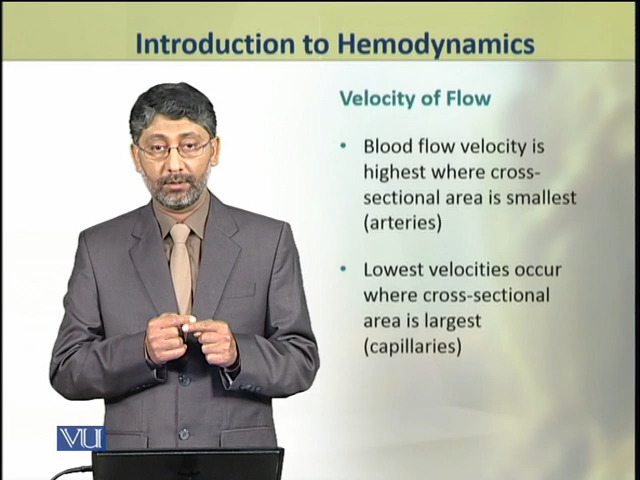 Introduction to Hemodynamics
Velocity of Flow
• Blood flow velocity is
highest where cross-
sectional area is smallest
(arteries)
• Lowest velocities occur
where cross-sectional
area is largest
(capillaries)
VU